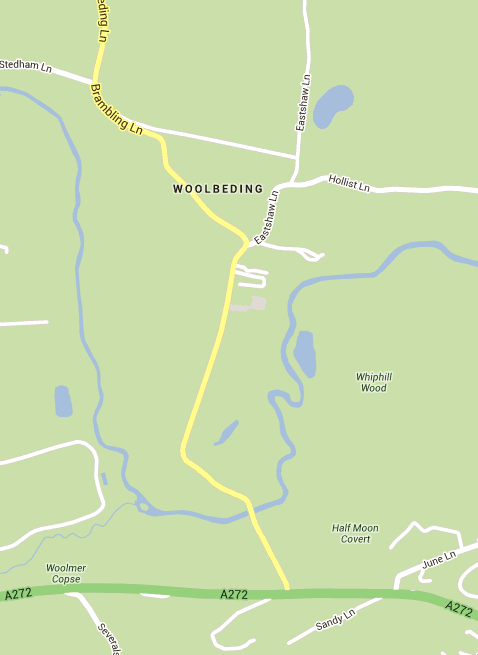 eding Ln
Stedham Ln
Brambling Ln
Eastshaw Ln
Hollist Ln
WOOLBEDING
Eastshaw Ln
Whiphill
Wood
Half Moon
Covert
June Ln
Woolmer
Copse
A272
A272
A272
Sandy Ln
Severals